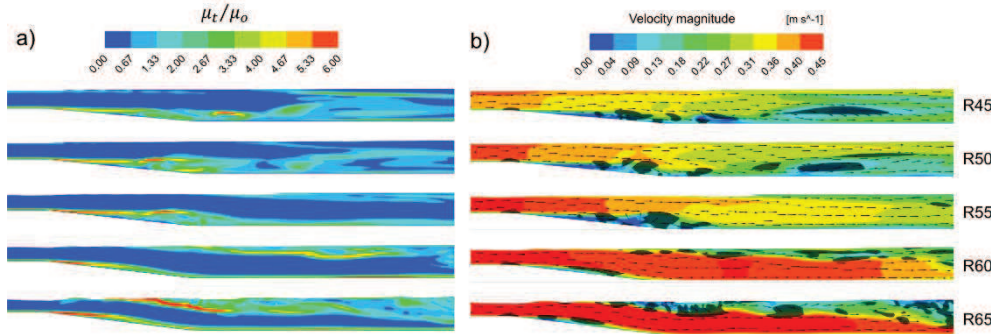 a)
μt/μo
0.00 0.67 1.33 2.00 2.67 3.33 4.00 4.67 5.33 6.00
b)
Velocity magnitude [m s^-1]
0.00 0.04 0.09 0.13 0.18 0.22 0.27 0.31 0.36 0.40 0.45
R45
R50
R55
R60
R65